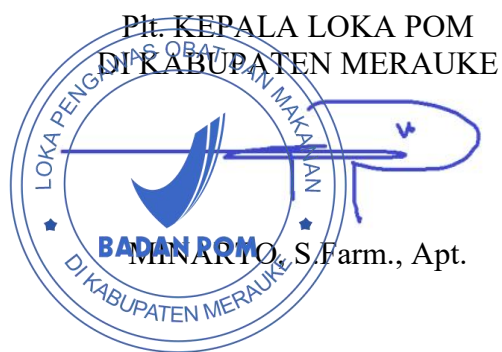 Plt. KEPALA LOKA POM
DI KABUPATEN MERAUKE
LOKA PENGAWAS OBAT DAN MAKANAN
BADAN POM
DI KABUPATEN MERAUKE
MINARTO, S.Farm., Apt.